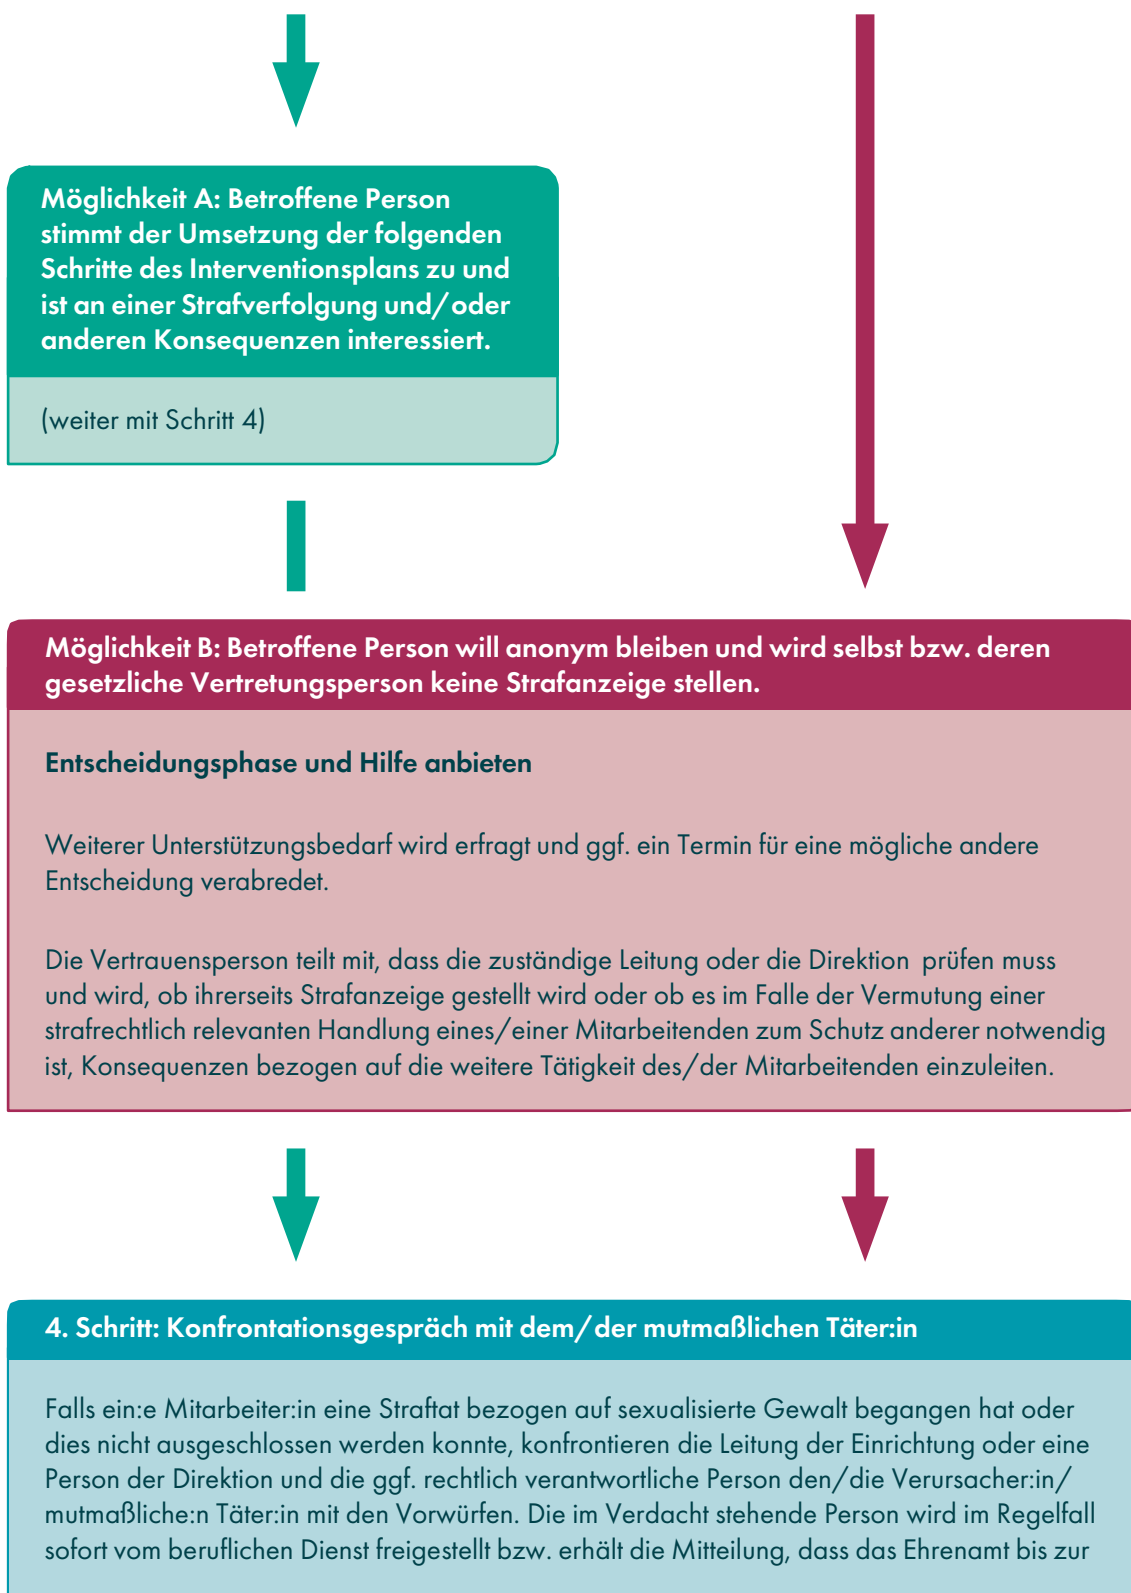 Möglichkeit A: Betroffene Person
stimmt der Umsetzung der folgenden
Schritte des Interventionsplans zu und
ist an einer Strafverfolgung und/oder
anderen Konsequenzen interessiert.
(weiter mit Schritt 4)
Möglichkeit B: Betroffene Person will anonym bleiben und wird selbst bzw. deren
gesetzliche Vertretungsperson keine Strafanzeige stellen.
Entscheidungsphase und Hilfe anbieten
Weiterer Unterstützungsbedarf wird erfragt und ggf. ein Termin für eine mögliche andere
Entscheidung verabredet.
Die Vertrauensperson teilt mit, dass die zuständige Leitung oder die Direktion prüfen muss
und wird, ob ihrerseits Strafanzeige gestellt wird oder ob es im Falle der Vermutung einer
strafrechtlich relevanten Handlung eines/einer Mitarbeitenden zum Schutz anderer notwendig
ist, Konsequenzen bezogen auf die weitere Tätigkeit des/der Mitarbeitenden einzuleiten.
4. Schritt: Konfrontationsgespräch mit dem/der mutmaßlichen Täter:in
Falls ein:e Mitarbeiter:in eine Straftat bezogen auf sexualisierte Gewalt begangen hat oder
dies nicht ausgeschlossen werden konnte, konfrontieren die Leitung der Einrichtung oder eine
Person der Direktion und die ggf. rechtlich verantwortliche Person den/die Verursacher:in/
mutmaßliche:n Täter:in mit den Vorwürfen. Die im Verdacht stehende Person wird im Regelfall
sofort vom beruflichen Dienst freigestellt bzw. erhält die Mitteilung, dass das Ehrenamt bis zur